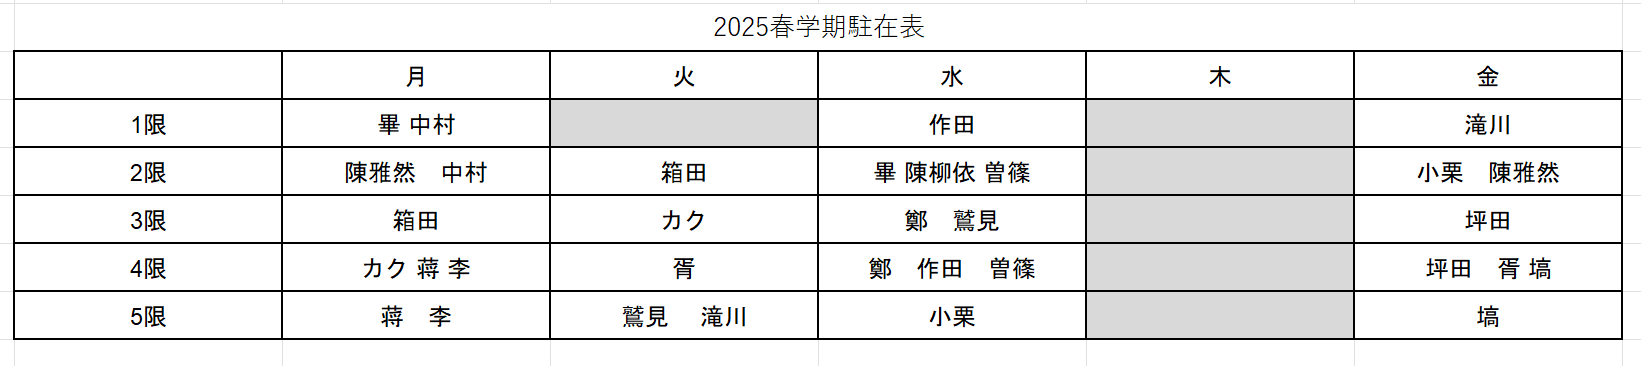 2025春学期駐在表
月 火 水 木 金
1限 畢 中村 作田 滝川
2限 陳雅然　中村 箱田 畢 陳柳依 曽篠 小栗　陳雅然
3限 箱田 カク 鄭　鷲見 坪田
4限 カク 蒋 李 胥 鄭　作田　曽篠 坪田　胥 塙
5限 蒋　李 鷲見　滝川 小栗 塙